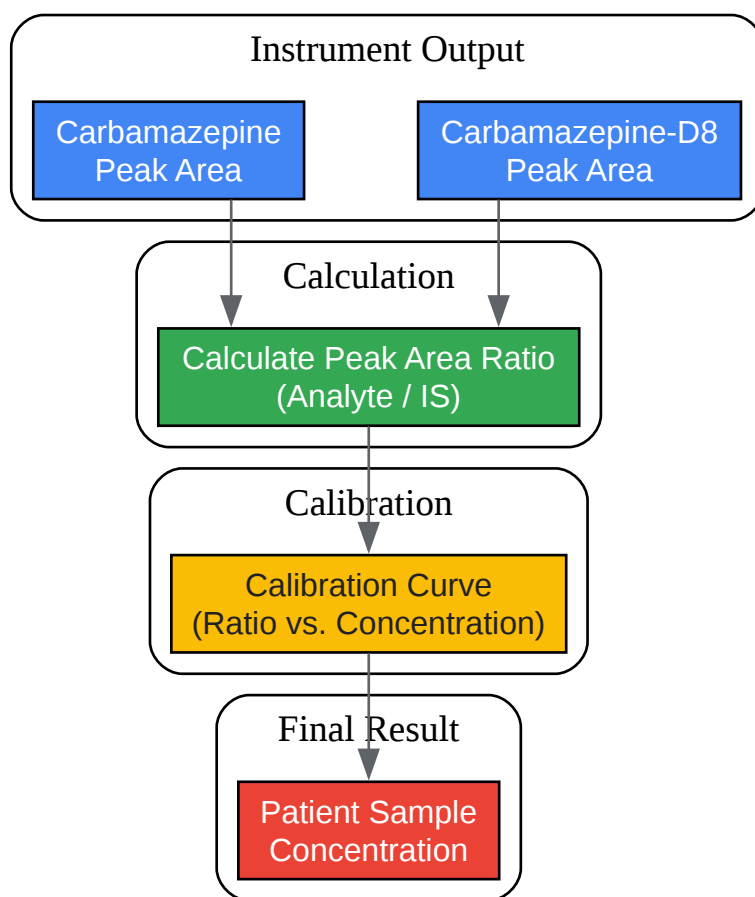 Instrument Output
Carbamazepine
Peak Area
Carbamazepine-D8
Peak Area
Calculation
Calculate Peak Area Ratio
(Analyte / IS)
Calibration
Calibration Curve
(Ratio vs. Concentration)
Final Result
Patient Sample
Concentration